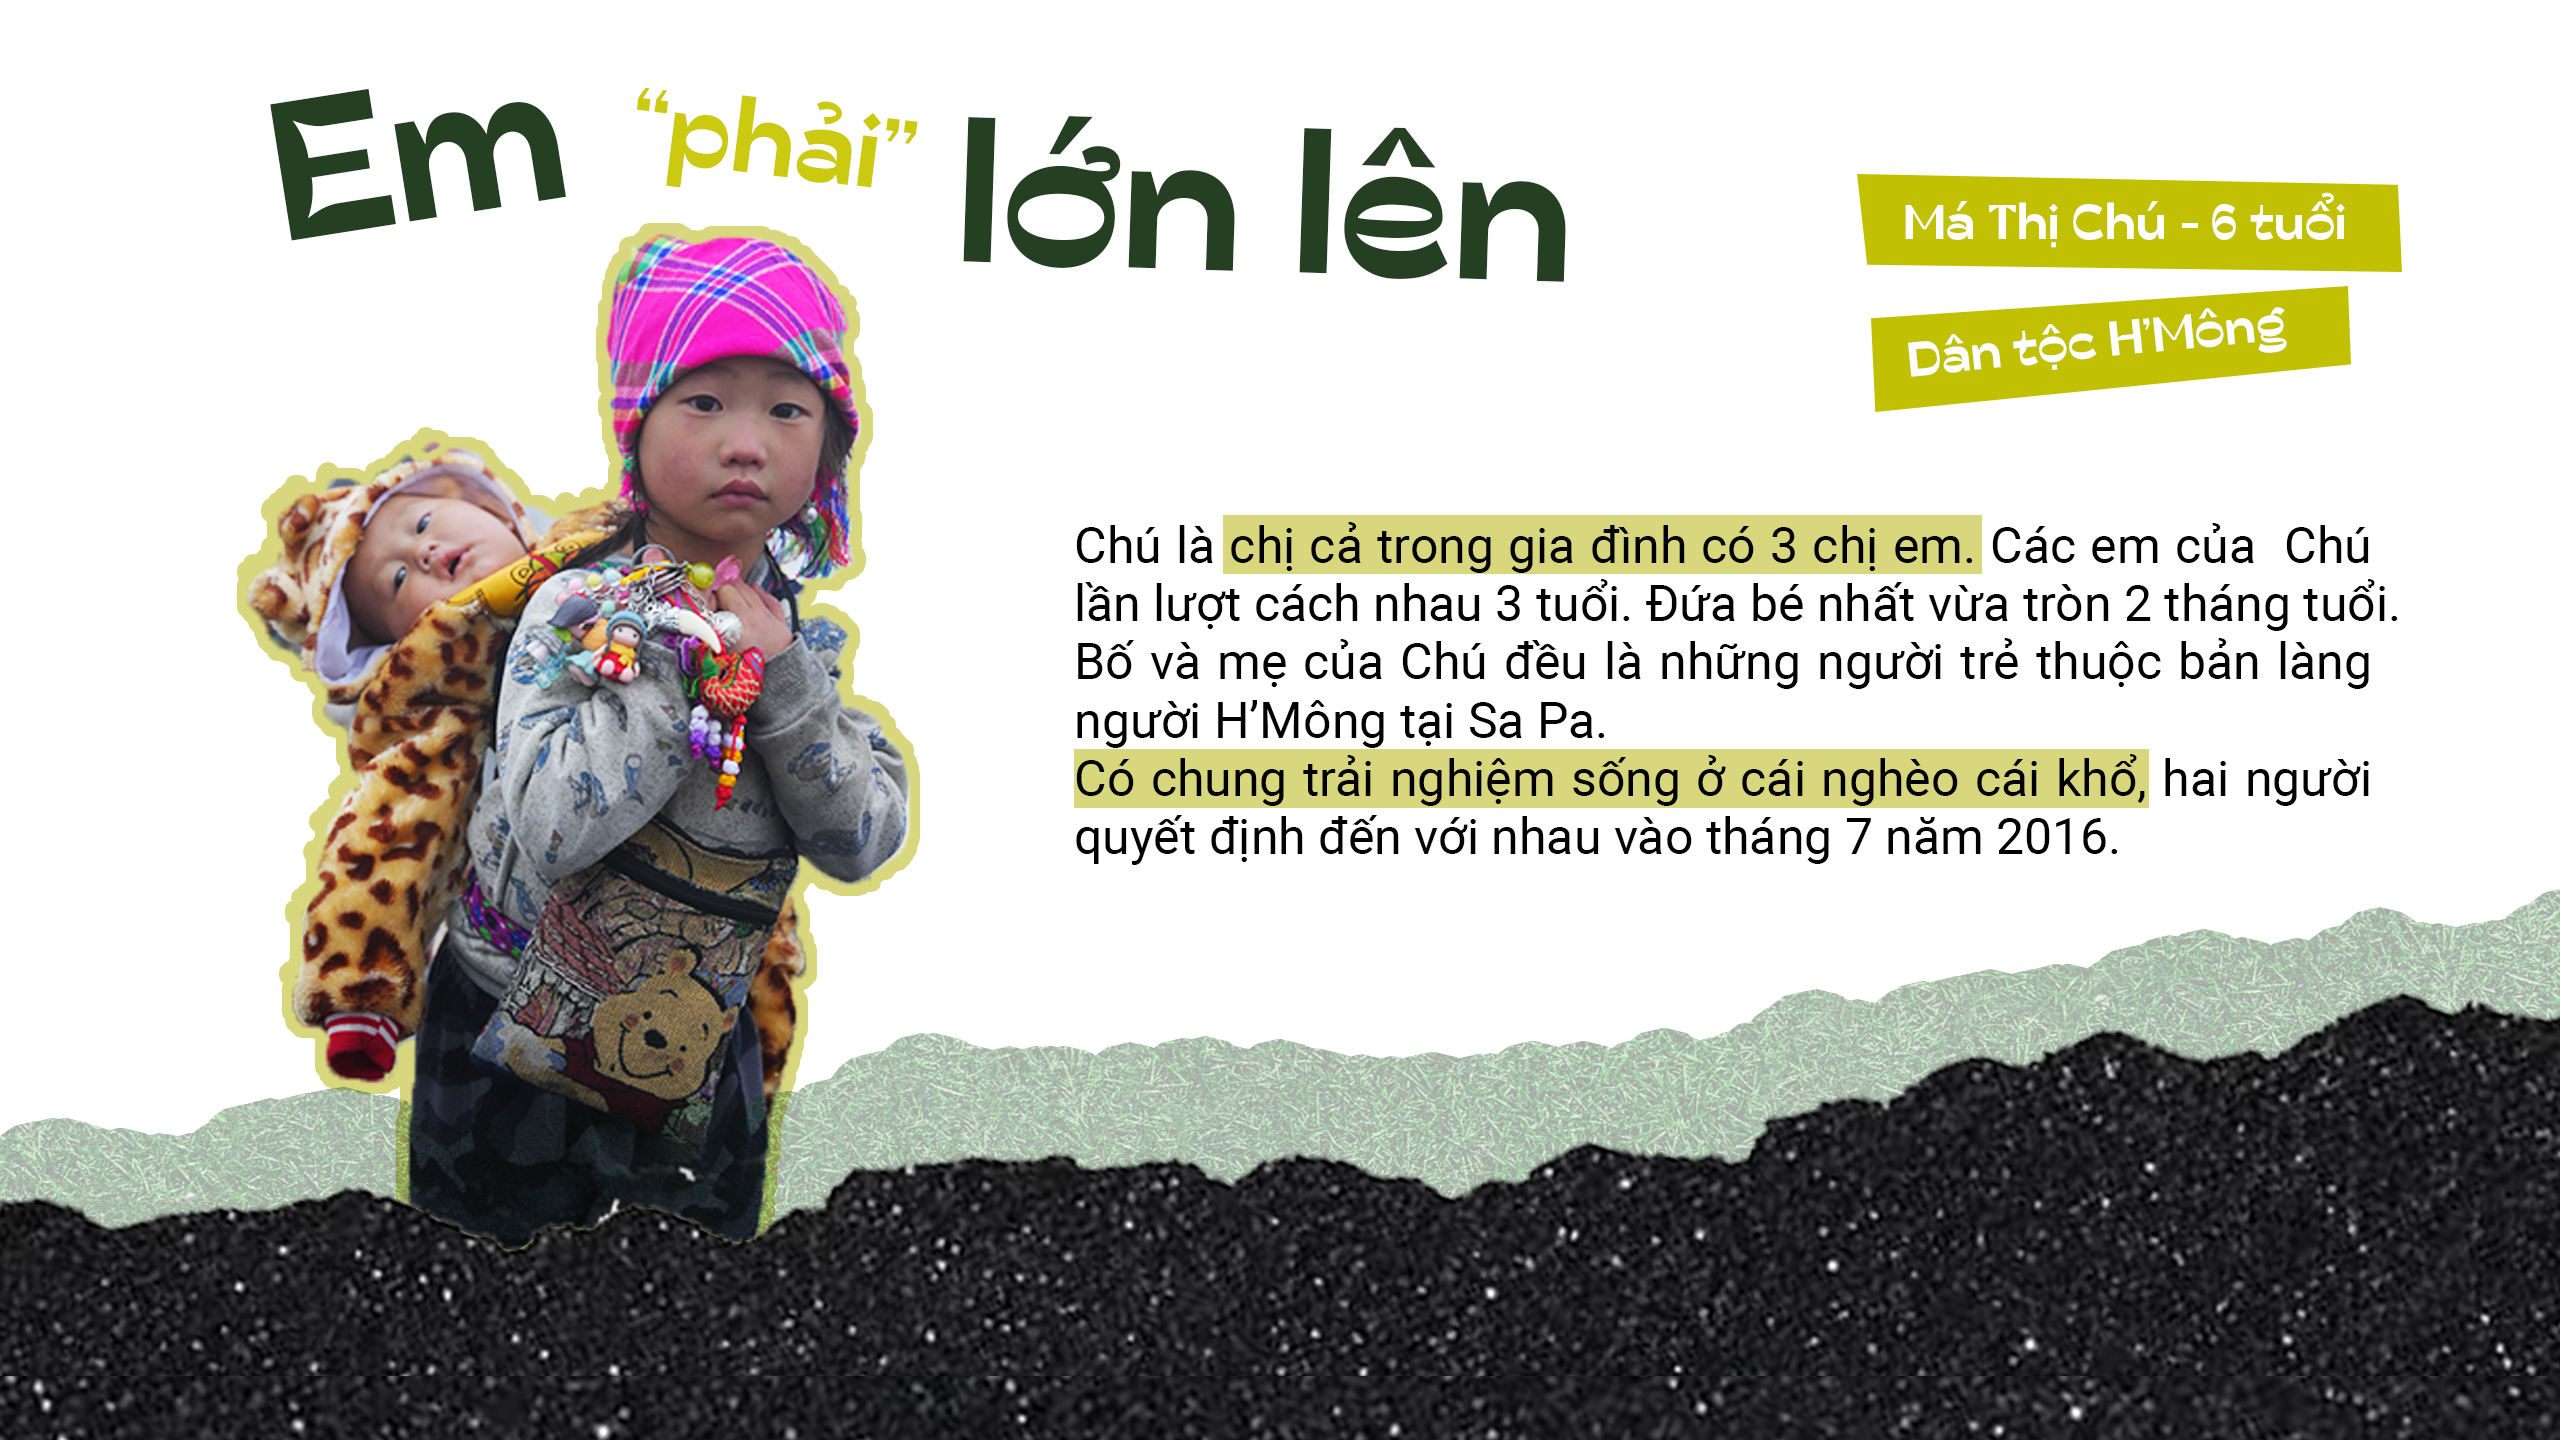 Em “phải” lớn lên
Má Thị Chú - 6 tuổi
Dân tộc H’Mông
Chú là chị cả trong gia đình có 3 chị em. Các em của Chú
lần lượt cách nhau 3 tuổi. Đứa bé nhất vừa tròn 2 tháng tuổi.
Bố và mẹ của Chú đều là những người trẻ thuộc bản làng
người H’Mông tại Sa Pa.
Có chung trải nghiệm sống ở cái nghèo cái khổ, hai người
quyết định đến với nhau vào tháng 7 năm 2016.